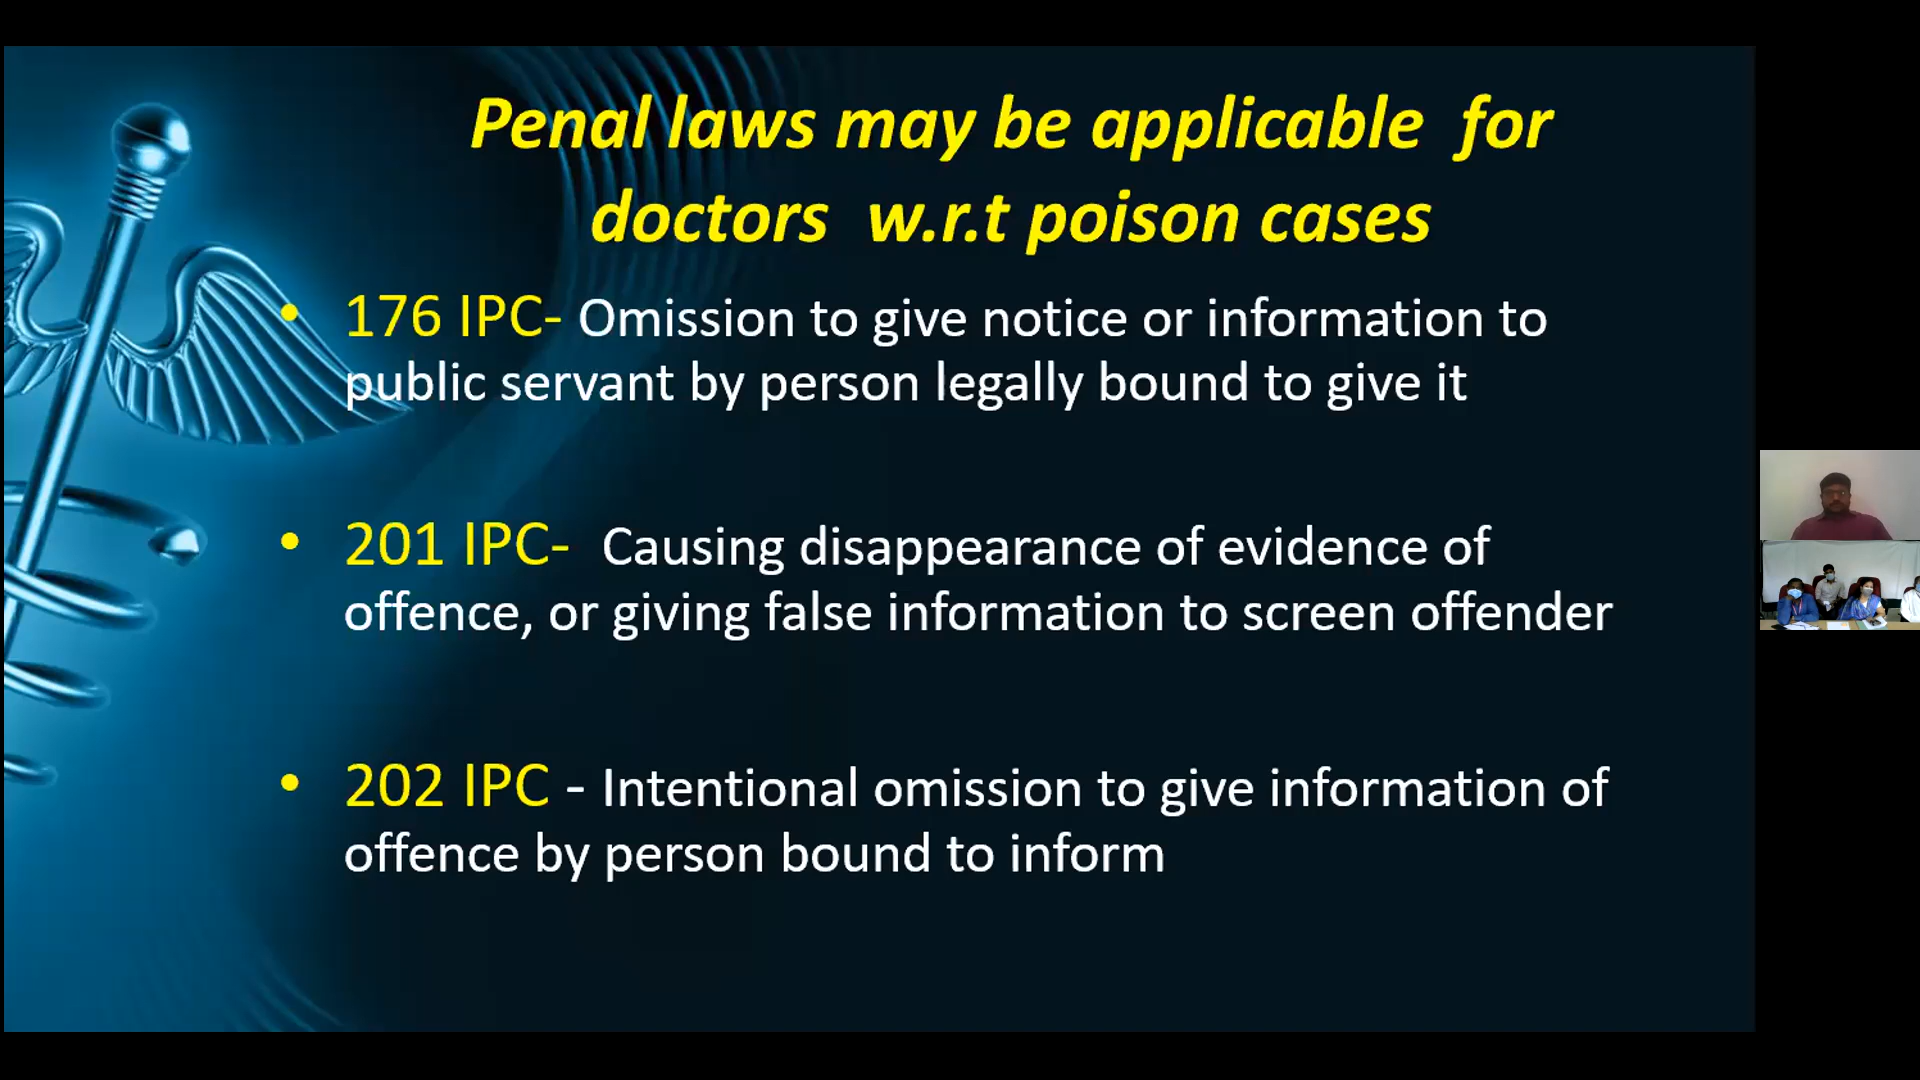 Penal laws may be applicable for
doctors w.r.t poison cases
• 176 IPC- Omission to give notice or information to
public servant by person legally bound to give it
• 201 IPC- Causing disappearance of evidence of
offence, or giving false information to screen offender
• 202 IPC - Intentional omission to give information of
offence by person bound to inform